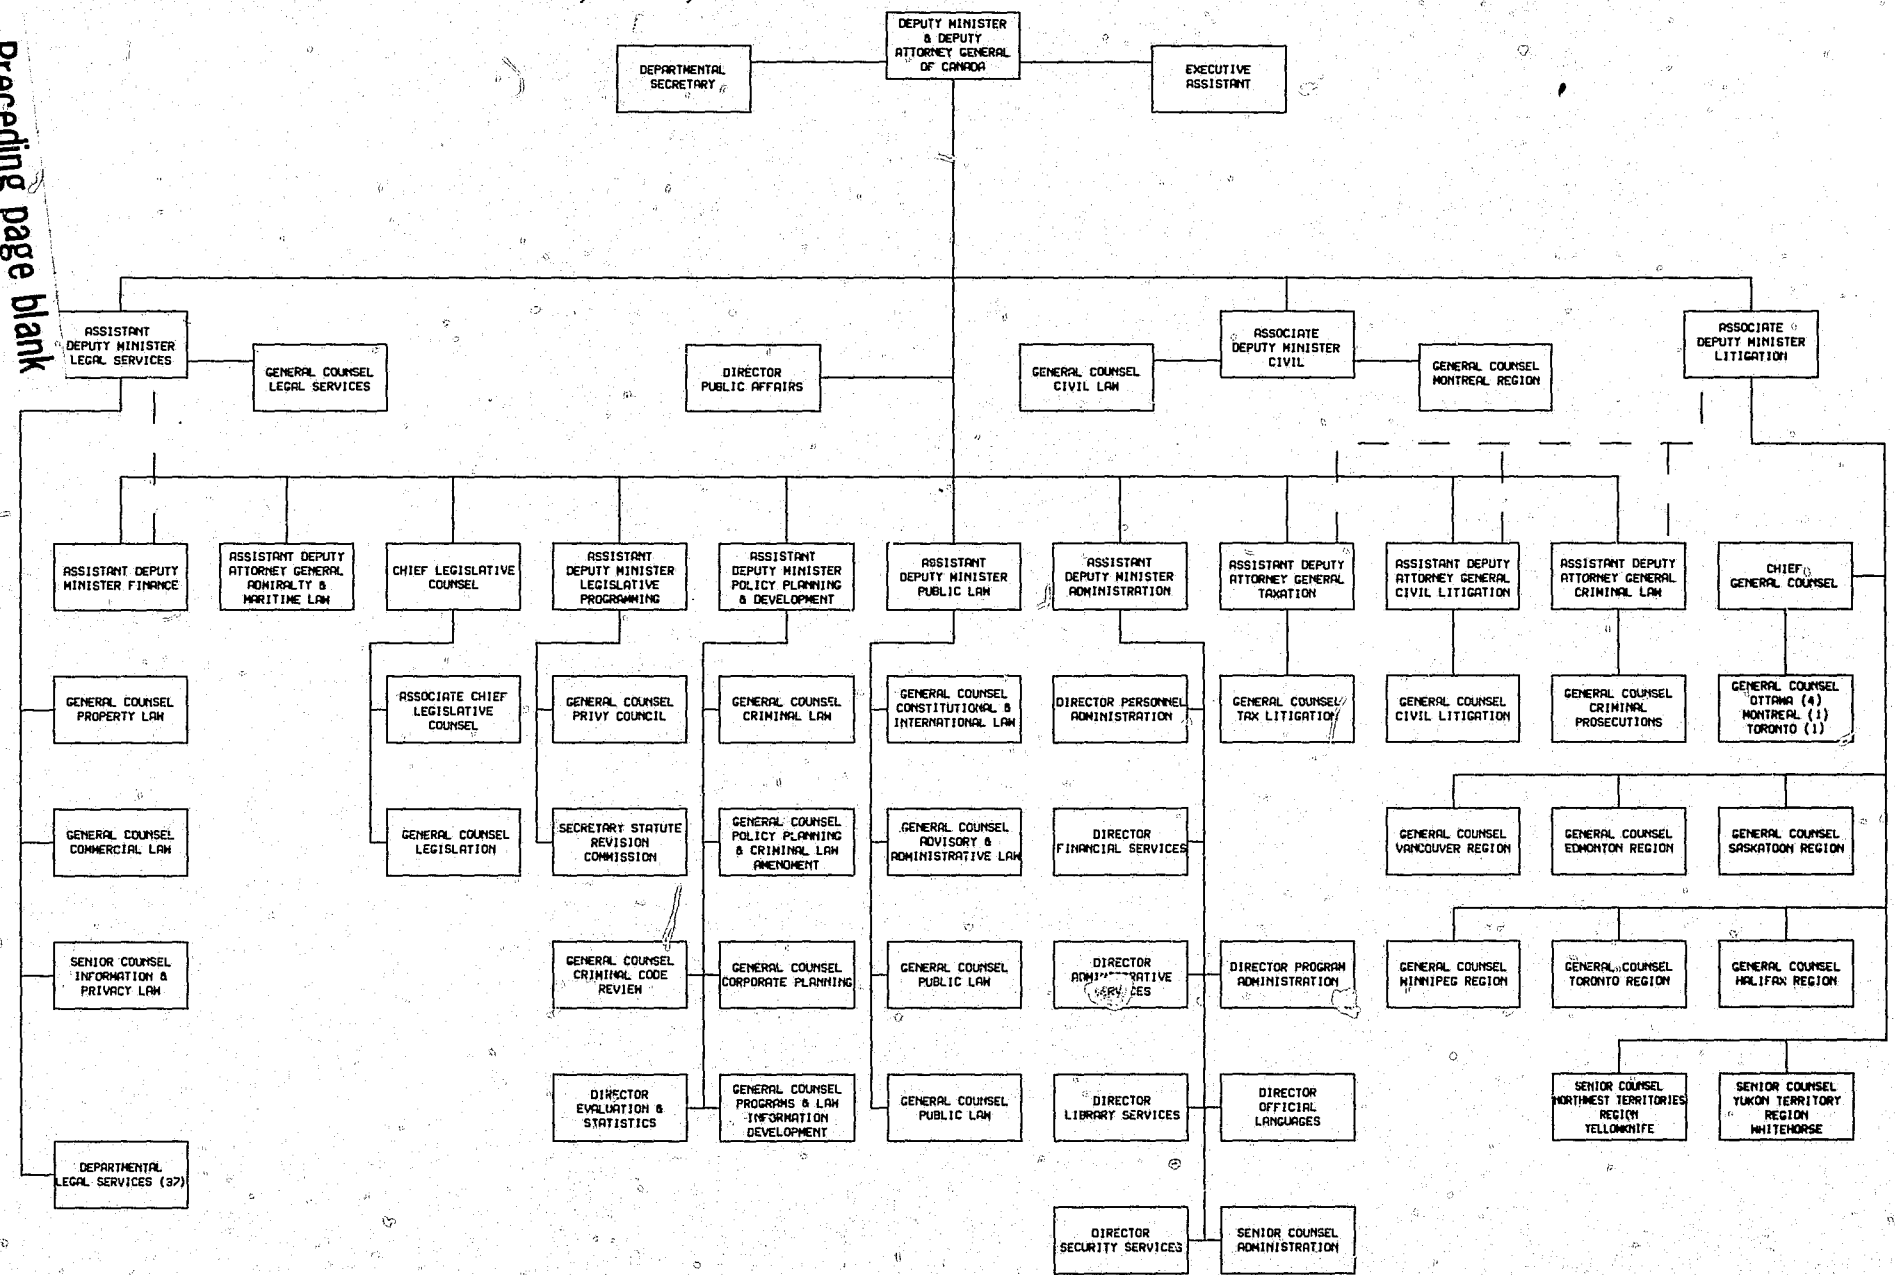 Preceding page blank
DEPUTY MINISTER
& DEPUTY
ATTORNEY GENERAL
OF CANADA
DEPARTMENTAL
SECRETARY
EXECUTIVE
ASSISTANT
ASSISTANT
DEPUTY MINISTER
LEGAL SERVICES
GENERAL COUNSEL
LEGAL SERVICES
DIRECTOR
PUBLIC AFFAIRS
GENERAL COUNSEL
CIVIL LAW
ASSOCIATE
DEPUTY MINISTER
CIVIL
GENERAL COUNSEL
MONTREAL REGION
ASSOCIATE
DEPUTY MINISTER
LITIGATION
ASSISTANT DEPUTY
MINISTER FINANCE
ASSISTANT DEPUTY
ATTORNEY GENERAL
ADMIRALTY &
MARITIME LAW
CHIEF LEGISLATIVE
COUNSEL
ASSISTANT
DEPUTY MINISTER
LEGISLATIVE
PROGRAMMING
ASSISTANT
DEPUTY MINISTER
POLICY PLANNING
& DEVELOPMENT
ASSISTANT
DEPUTY MINISTER
PUBLIC LAW
ASSISTANT
DEPUTY MINISTER
ADMINISTRATION
ASSISTANT DEPUTY
ATTORNEY GENERAL
TAXATION
ASSISTANT DEPUTY
ATTORNEY GENERAL
CIVIL LITIGATION
ASSISTANT DEPUTY
ATTORNEY GENERAL
CRIMINAL LAW
CHIEF
GENERAL COUNSEL
GENERAL COUNSEL
PROPERTY LAW
ASSOCIATE CHIEF
LEGISLATIVE
COUNSEL
GENERAL COUNSEL
PRIVY COUNCIL
GENERAL COUNSEL
CRIMINAL LAW
GENERAL COUNSEL
CONSTITUTIONAL &
INTERNATIONAL LAW
DIRECTOR PERSONNEL
ADMINISTRATION
GENERAL COUNSEL
TAX LITIGATION
GENERAL COUNSEL
CIVIL LITIGATION
GENERAL COUNSEL
CRIMINAL
PROSECUTIONS
GENERAL COUNSEL
OTTAWA (4)
MONTREAL (1)
TORONTO (1)
GENERAL COUNSEL
COMMERCIAL LAW
GENERAL COUNSEL
LEGISLATION
SECRETARY STATUTE
REVISION
COMMISSION
GENERAL COUNSEL
POLICY PLANNING
& CRIMINAL LAW
AMENDMENT
GENERAL COUNSEL
ADVISORY &
ADMINISTRATIVE LAW
DIRECTOR
FINANCIAL SERVICES
GENERAL COUNSEL
VANCOUVER REGION
GENERAL COUNSEL
EDMONTON REGION
GENERAL COUNSEL
SASKATOON REGION
SENIOR COUNSEL
INFORMATION &
PRIVACY LAW
GENERAL COUNSEL
CRIMINAL CODE
REVIEW
GENERAL COUNSEL
CORPORATE PLANNING
GENERAL COUNSEL
PUBLIC LAW
DIRECTOR
ADMINISTRATIVE
SERVICES
DIRECTOR PROGRAM
ADMINISTRATION
GENERAL COUNSEL
WINNIPEG REGION
GENERAL COUNSEL
TORONTO REGION
GENERAL COUNSEL
HALIFAX REGION
DIRECTOR
EVALUATION &
STATISTICS
GENERAL COUNSEL
PROGRAMS & LAW
INFORMATION
DEVELOPMENT
GENERAL COUNSEL
PUBLIC LAW
DIRECTOR
LIBRARY SERVICES
DIRECTOR
OFFICIAL
LANGUAGES
SENIOR COUNSEL
NORTHWEST TERRITORIES
REGION
YELLOWKNIFE
SENIOR COUNSEL
YUKON TERRITORY
REGION
WHITEHORSE
DEPARTMENTAL
LEGAL SERVICES (37)
DIRECTOR
SECURITY SERVICES
SENIOR COUNSEL
ADMINISTRATION